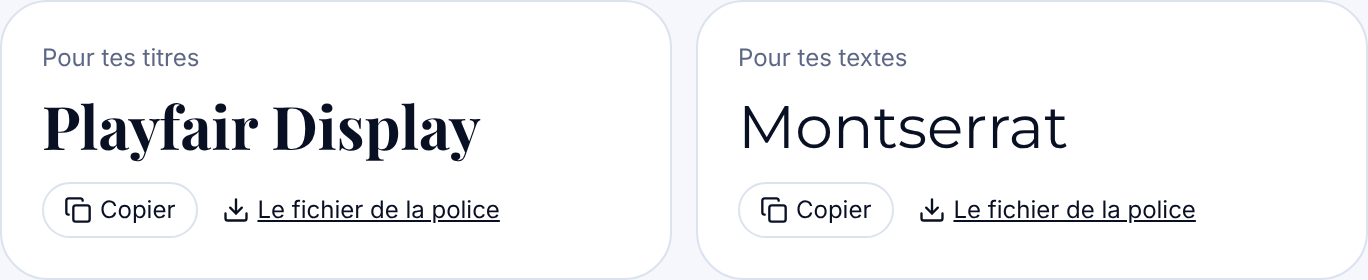 Pour tes titres
Playfair Display
Copier
Le fichier de la police
Pour tes textes
Montserrat
Copier
Le fichier de la police